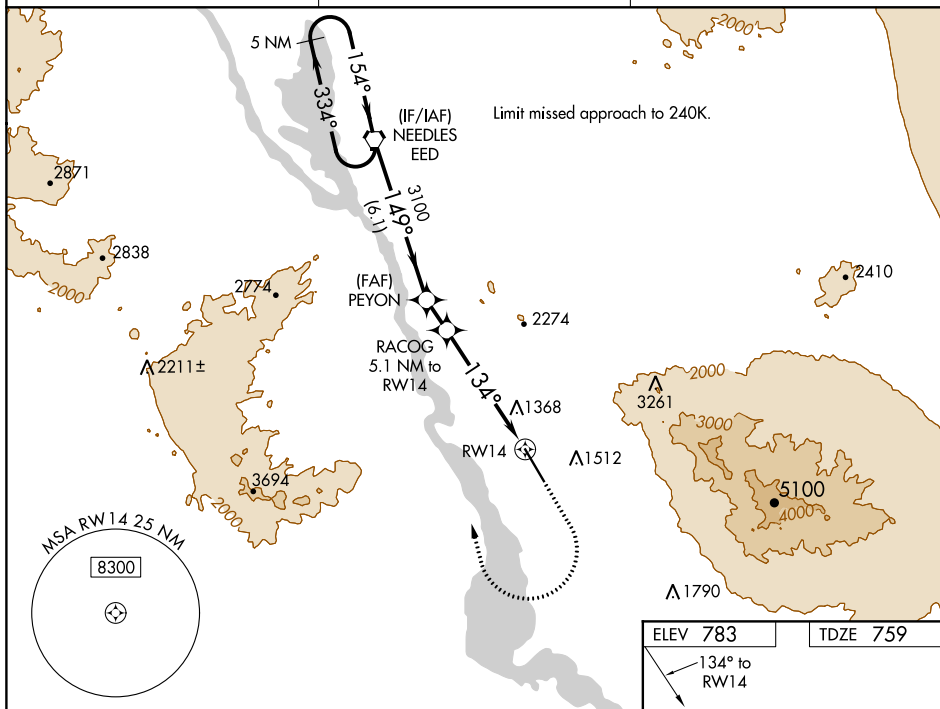 2000
5 NM
154°
334°
(IF/IAF)
NEEDLES
EED
Limit missed approach to 240K.
2871
3100
149°
(6.1)
2838
2000
2774
(FAF)
PEYON
2410
2274
RACOG
5.1 NM to
RW14
2211±
134°
2000
3261
1368
3000
RW14
1512
3694
2000
5100
4000
MSA RW14 25 NM
8300
1790
ELEV 783
TDZE 759
134° to
RW14